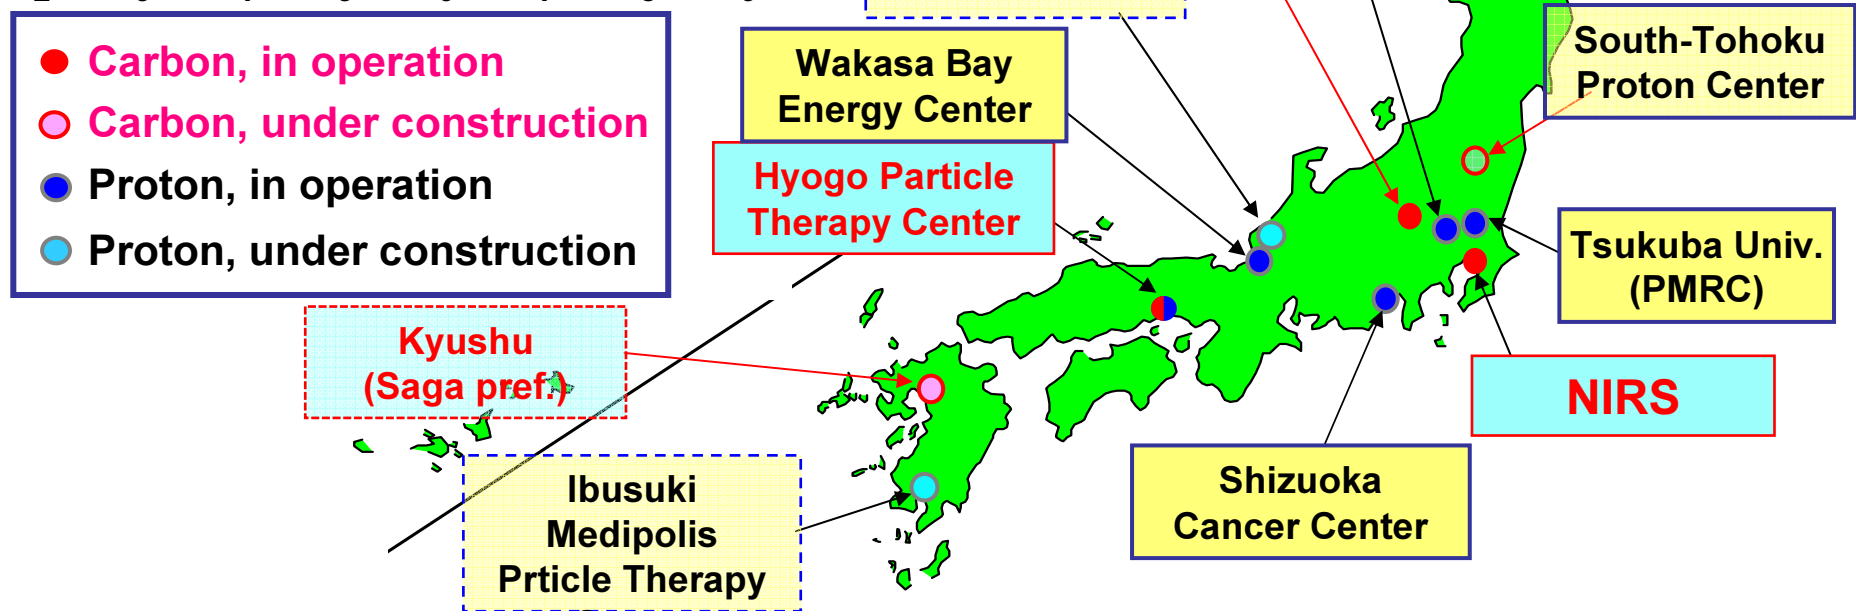 Carbon, in operation
Carbon, under construction
Proton, in operation
Proton, under construction
Wakasa Bay
Energy Center
Hyogo Particle
Therapy Center
South-Tohoku
Proton Center
Tsukuba Univ.
(PMRC)
NIRS
Kyushu
(Saga pref.)
Ibusuki
Medipolis
Prticle Therapy
Shizuoka
Cancer Center